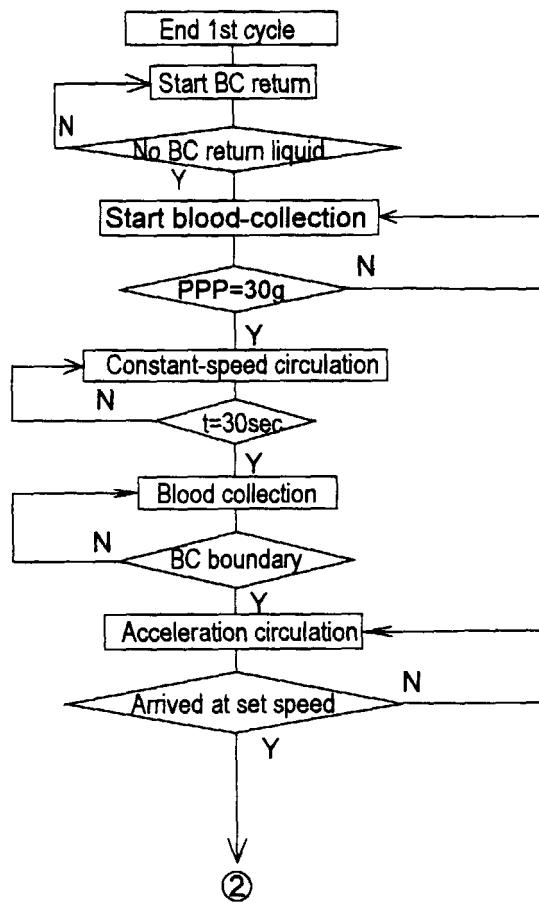 End 1st cycle
Start BC return
N
No BC return liquid
Y
Start blood-collection
N
PPP=30g
Y
Constant-speed circulation
N
t=30sec
Y
Blood collection
N
BC boundary
Y
Acceleration circulation
N
Arrived at set speed
Y
②